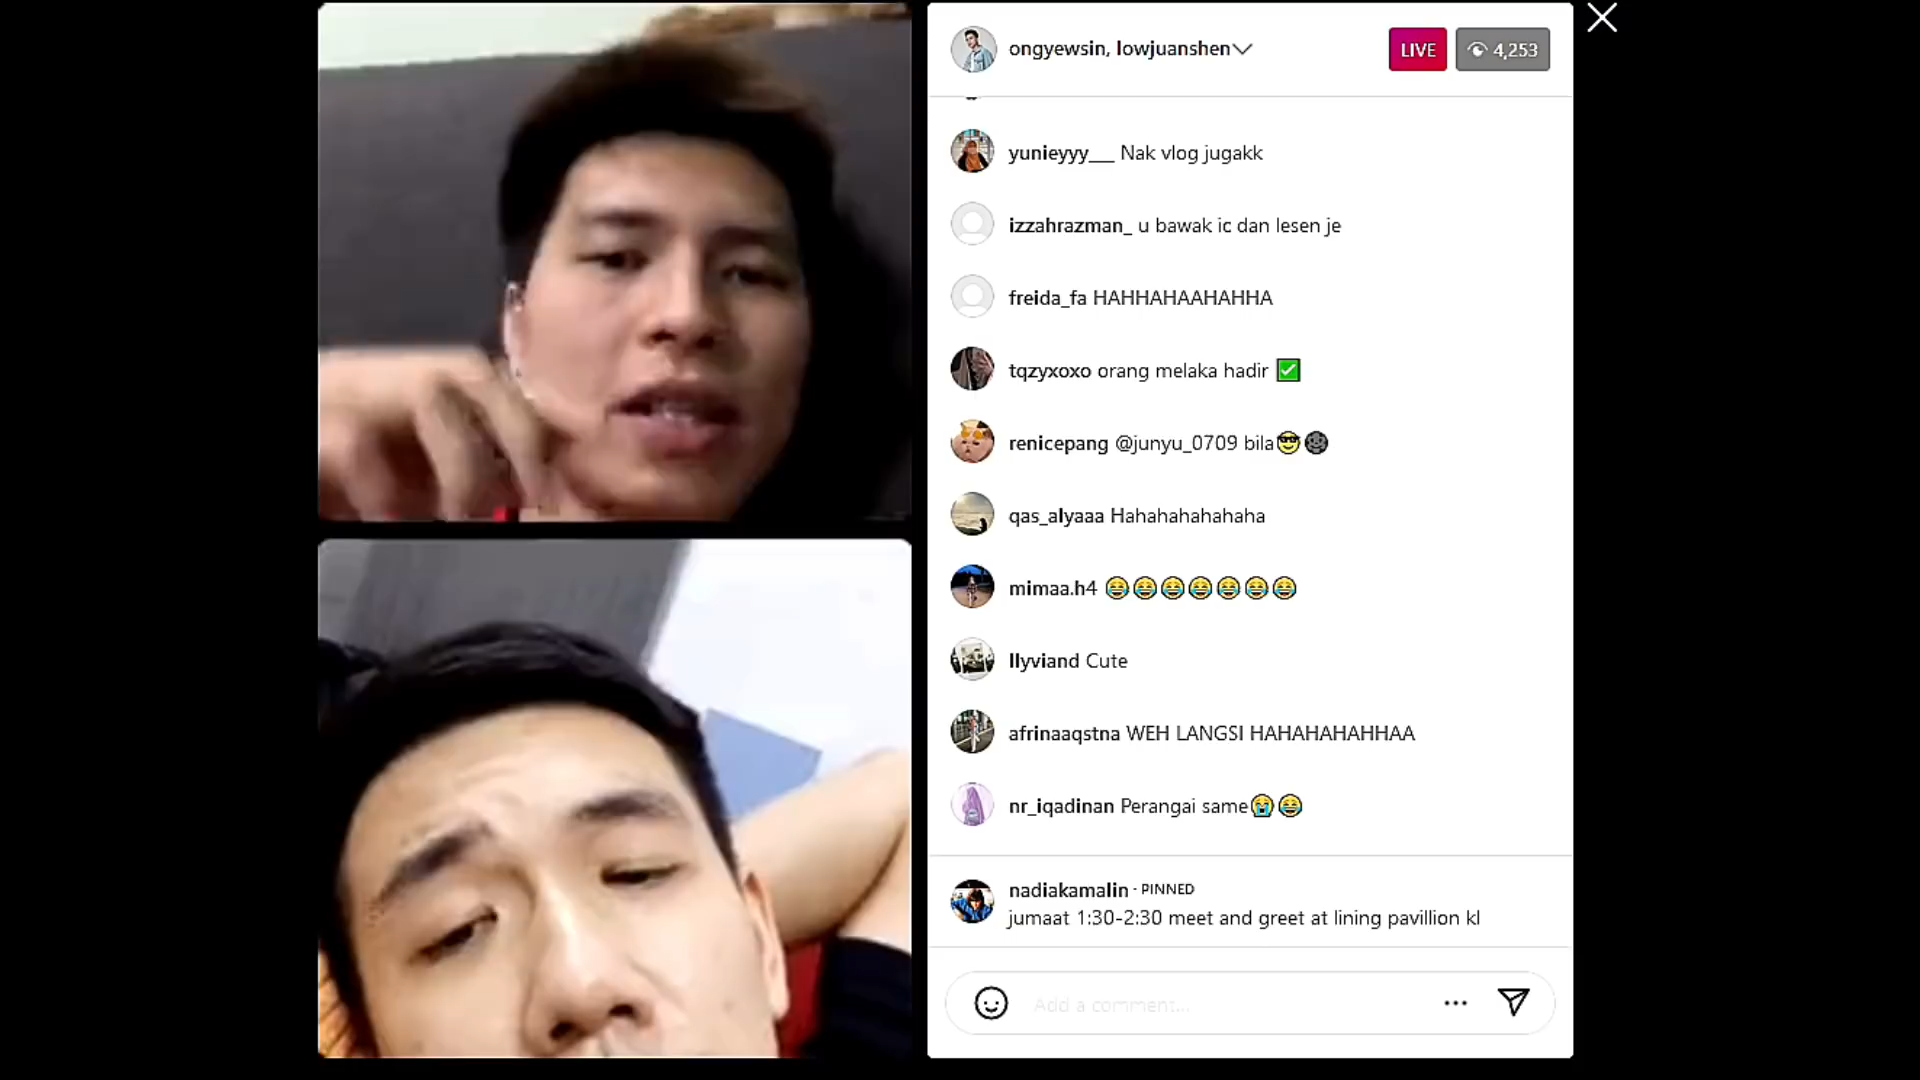 ongyewsin, lowjuanshen
LIVE
4,253
yunieyyy___ Nak vlog jugakk
izzahrazman_ u bawak ic dan lesen je
freida_fa HAHHAHAAHAHHA
tqzyxoxo orang melaka hadir ✅
renicepang @junyu_0709 bila😎
qas_alyaaa Hahahahahahaha
mimaa.h4 😂😂😂😂😂😂😂
llyviand Cute
afrinaaqstna WEH LANGSI HAHAHAHAHHAA
nr_iqadinan Perangai same😭😂
nadiakamalin · PINNED
jumaat 1:30-2:30 meet and greet at lining pavillion kl
Add a comment...